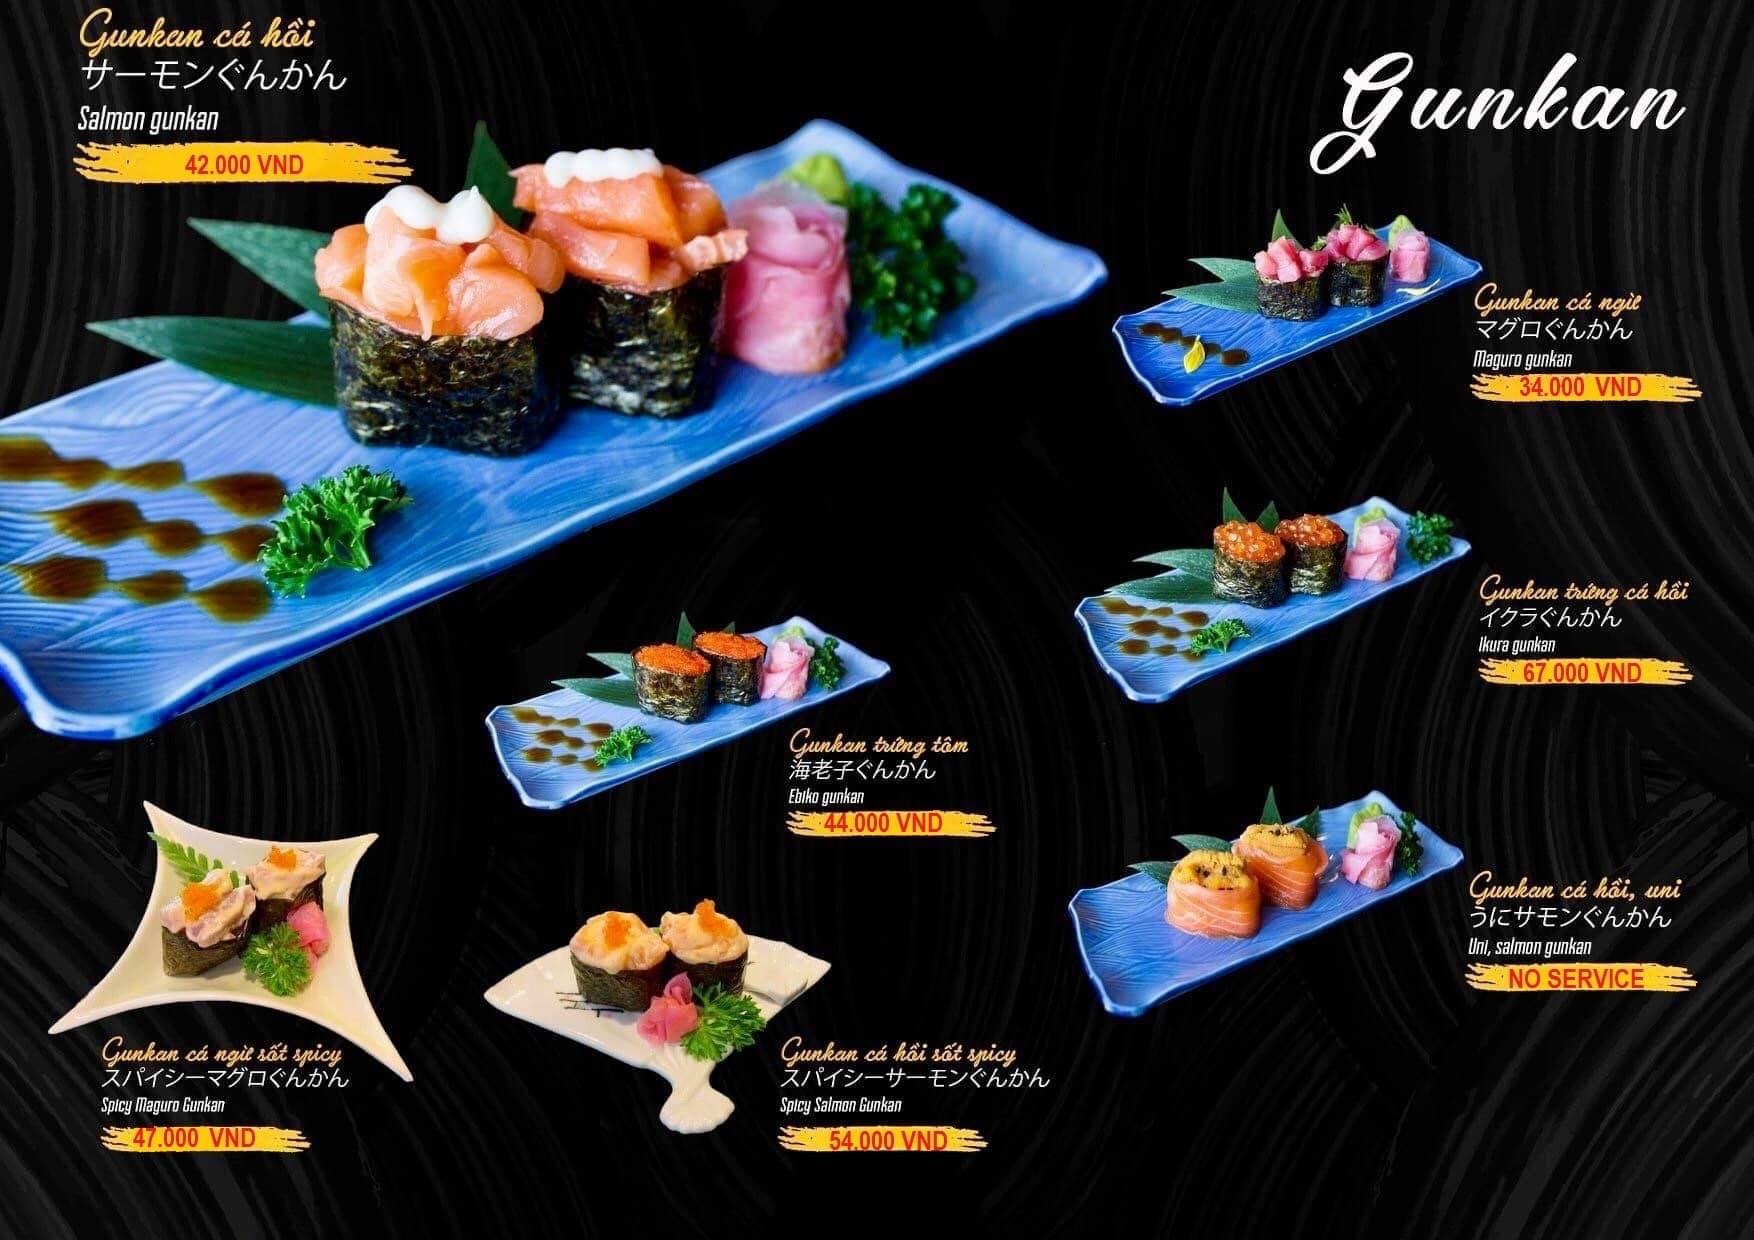 Gunkan cá hồi
サーモンぐんかん
Salmon gunkan
42.000 VND
Gunkan
Gunkan cá ngừ
マグロぐんかん
Maguro gunkan
34.000 VND
Gunkan trứng cá hồi
イクラぐんかん
Ikura gunkan
67.000 VND
Gunkan trứng tôm
海老子ぐんかん
Ebiko gunkan
44.000 VND
Gunkan cá hồi, uni
うにサモンぐんかん
Uni, salmon gunkan
NO SERVICE
Gunkan cá ngừ sốt spicy
スパイシーマグロぐんかん
Spicy Maguro Gunkan
47.000 VND
Gunkan cá hồi sốt spicy
スパイシーサーモンぐんかん
Spicy Salmon Gunkan
54.000 VND